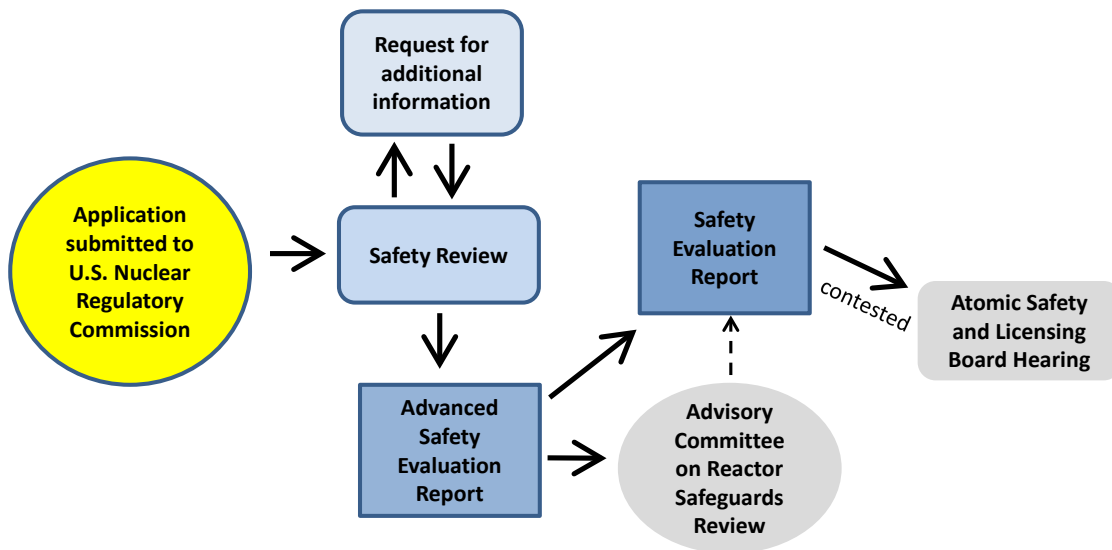 Request for
additional
information
Application
submitted to
U.S. Nuclear
Regulatory
Commission
Safety Review
Safety
Evaluation
Report
contested
Atomic Safety
and Licensing
Board Hearing
Advanced
Safety
Evaluation
Report
Advisory
Committee
on Reactor
Safeguards
Review